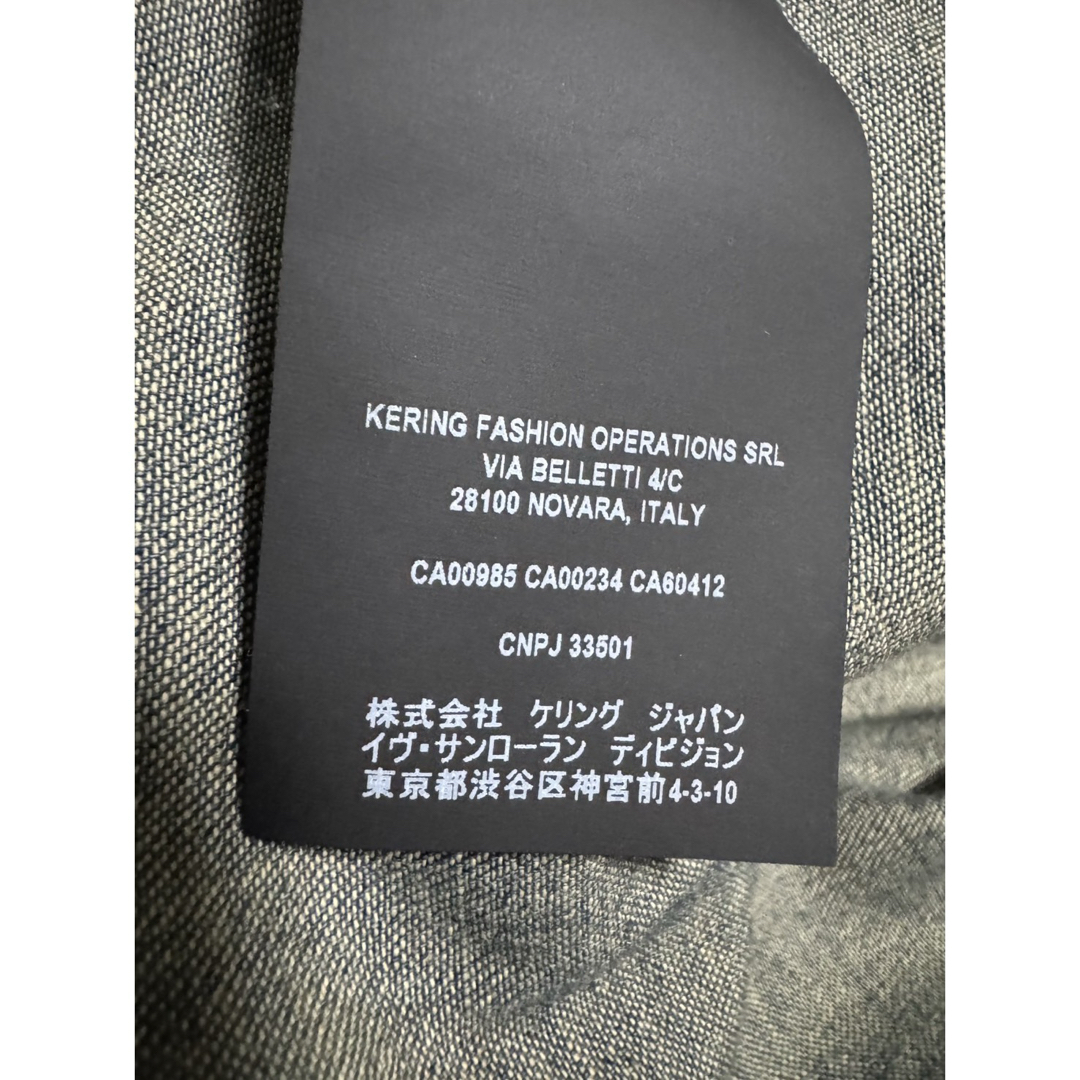 KERING FASHION OPERATIONS SRL
VIA BELLETTI 4/C
28100 NOVARA, ITALY
CA00985 CA00234 CA60412
CNPJ 33501
株式会社 ケリング ジャパン
イヴ・サンローラン ディビジョン
東京都渋谷区神宮前4-3-10